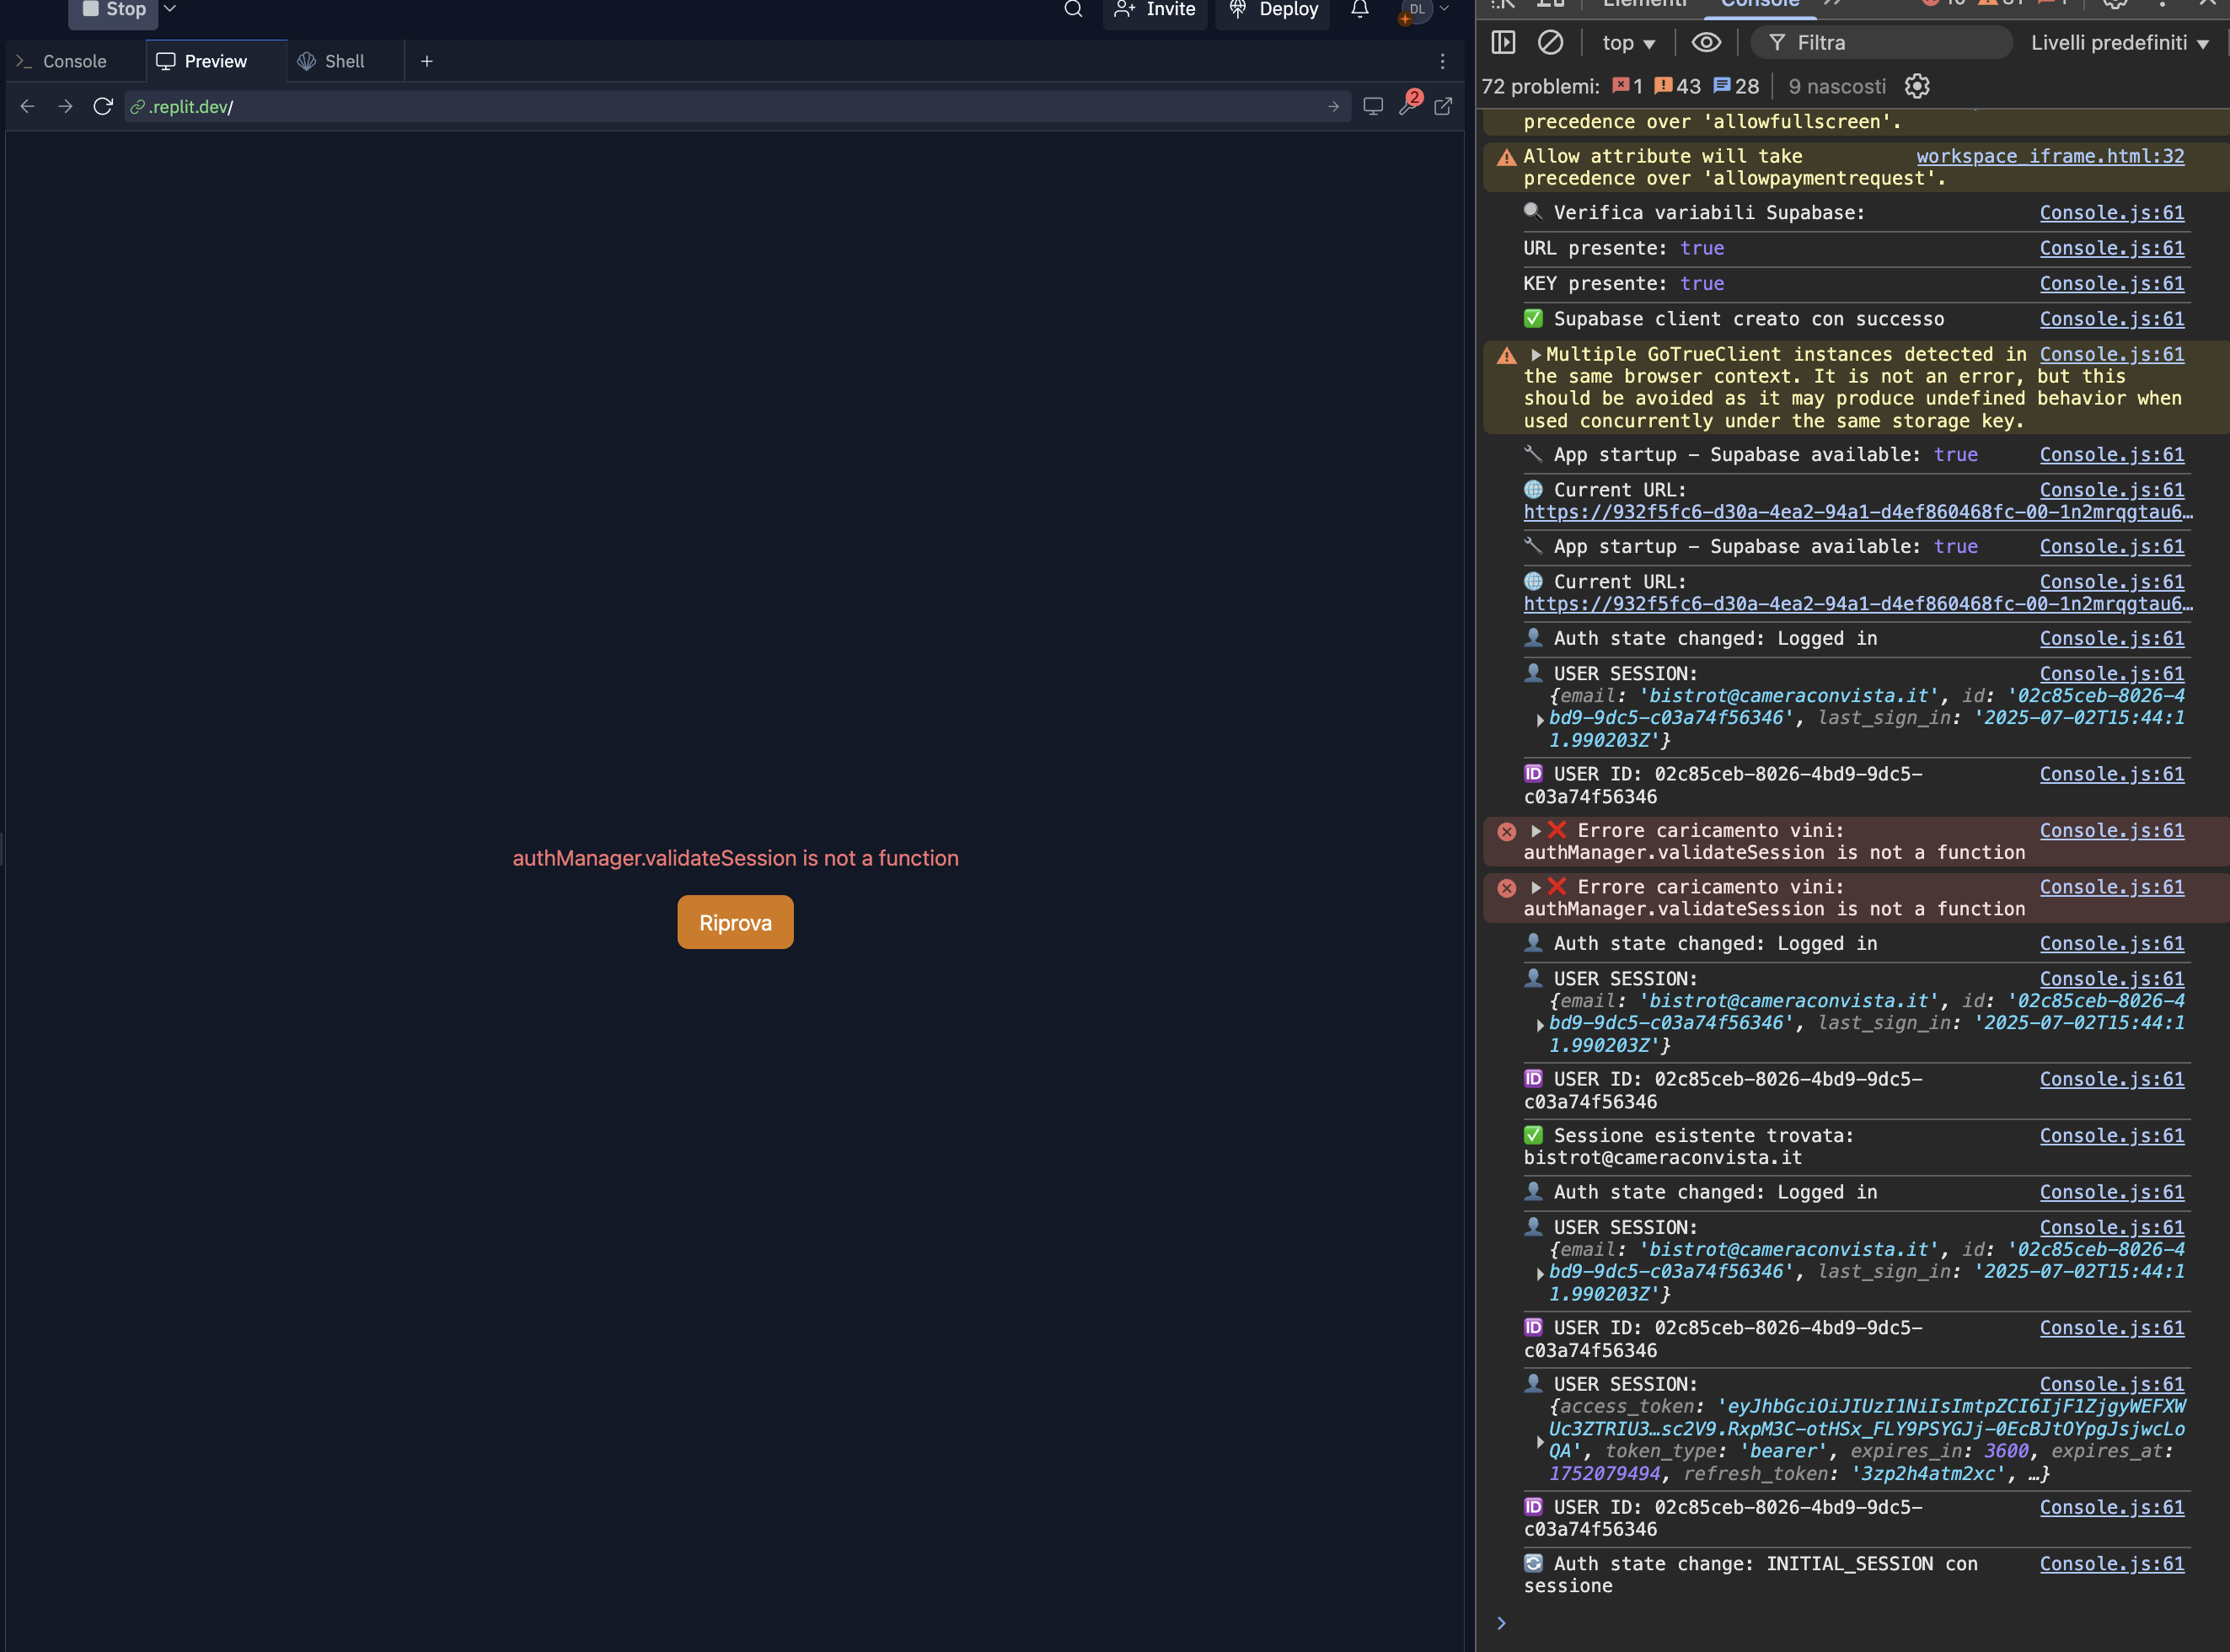 Stop
Invite
Deploy
DL
Console
Preview
Shell
.replit.dev/
2
authManager.validateSession is not a function
Riprova
Console
top
Filtra
Livelli predefiniti
72 problemi: 1 43 28 9 nascosti
precedence over 'allowfullscreen'.
Allow attribute will take workspace_iframe.html:32
precedence over 'allowpaymentrequest'.
Verifica variabili Supabase: Console.js:61
URL presente: true Console.js:61
KEY presente: true Console.js:61
✅ Supabase client creato con successo Console.js:61
Multiple GoTrueClient instances detected in Console.js:61
the same browser context. It is not an error, but this
should be avoided as it may produce undefined behavior when
used concurrently under the same storage key.
App startup – Supabase available: true Console.js:61
Current URL: Console.js:61
https://932f5fc6-d30a-4ea2-94a1-d4ef860468fc-00-1n2mrqgtau6…
App startup – Supabase available: true Console.js:61
Current URL: Console.js:61
https://932f5fc6-d30a-4ea2-94a1-d4ef860468fc-00-1n2mrqgtau6…
Auth state changed: Logged in Console.js:61
USER SESSION: Console.js:61
{email: 'bistrot@cameraconvista.it', id: '02c85ceb-8026-4
bd9-9dc5-c03a74f56346', last_sign_in: '2025-07-02T15:44:1
1.990203Z'}
🆔 USER ID: 02c85ceb-8026-4bd9-9dc5- Console.js:61
c03a74f56346
❌ Errore caricamento vini: Console.js:61
authManager.validateSession is not a function
❌ Errore caricamento vini: Console.js:61
authManager.validateSession is not a function
Auth state changed: Logged in Console.js:61
USER SESSION: Console.js:61
{email: 'bistrot@cameraconvista.it', id: '02c85ceb-8026-4
bd9-9dc5-c03a74f56346', last_sign_in: '2025-07-02T15:44:1
1.990203Z'}
🆔 USER ID: 02c85ceb-8026-4bd9-9dc5- Console.js:61
c03a74f56346
✅ Sessione esistente trovata: Console.js:61
bistrot@cameraconvista.it
Auth state changed: Logged in Console.js:61
USER SESSION: Console.js:61
{email: 'bistrot@cameraconvista.it', id: '02c85ceb-8026-4
bd9-9dc5-c03a74f56346', last_sign_in: '2025-07-02T15:44:1
1.990203Z'}
🆔 USER ID: 02c85ceb-8026-4bd9-9dc5- Console.js:61
c03a74f56346
USER SESSION: Console.js:61
{access_token: 'eyJhbGciOiJIUzI1NiIsImtpZCI6IjF1ZjgyWEFXW
Uc3ZTRIU3…sc2V9.RxpM3C-otHSx_FLY9PSYGJj-0EcBJtOYpgJsjwcLo
QA', token_type: 'bearer', expires_in: 3600, expires_at:
1752079494, refresh_token: '3zp2h4atm2xc', …}
🆔 USER ID: 02c85ceb-8026-4bd9-9dc5- Console.js:61
c03a74f56346
Auth state change: INITIAL_SESSION con Console.js:61
sessione